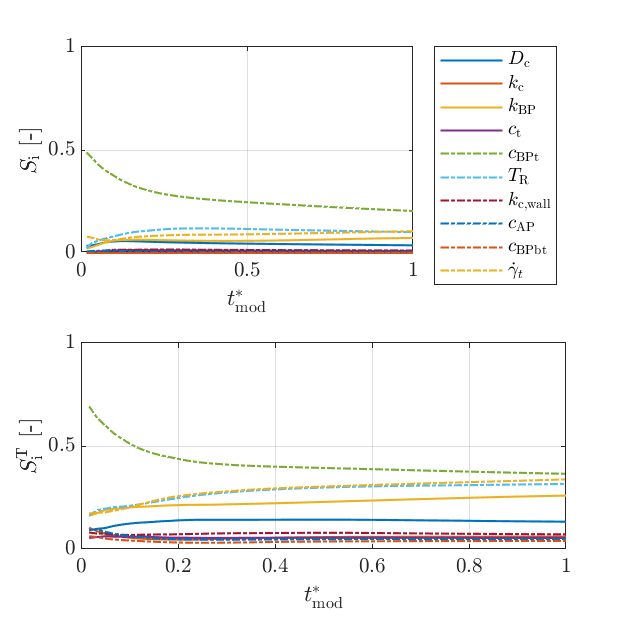 1
0.5
0
S_i [-]
0 0.5 1
t*_mod
D_c
k_c
k_BP
c_t
c_BPt
T_R
k_c,wall
c_AP
c_BPbt
γ̇_t
1
0.5
0
S_i^T [-]
0 0.2 0.4 0.6 0.8 1
t*_mod